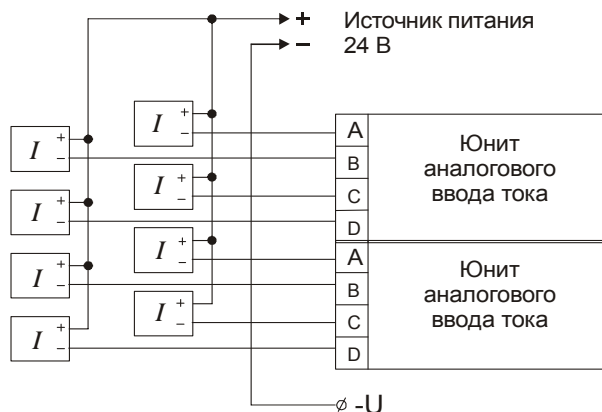 + Источник питания
− 24 В
I + −
A
I + −
B
Юнит
аналогового
ввода тока
I + −
C
I + −
D
I + −
A
I + −
B
Юнит
аналогового
ввода тока
I + −
C
I + −
D
⌀ -U